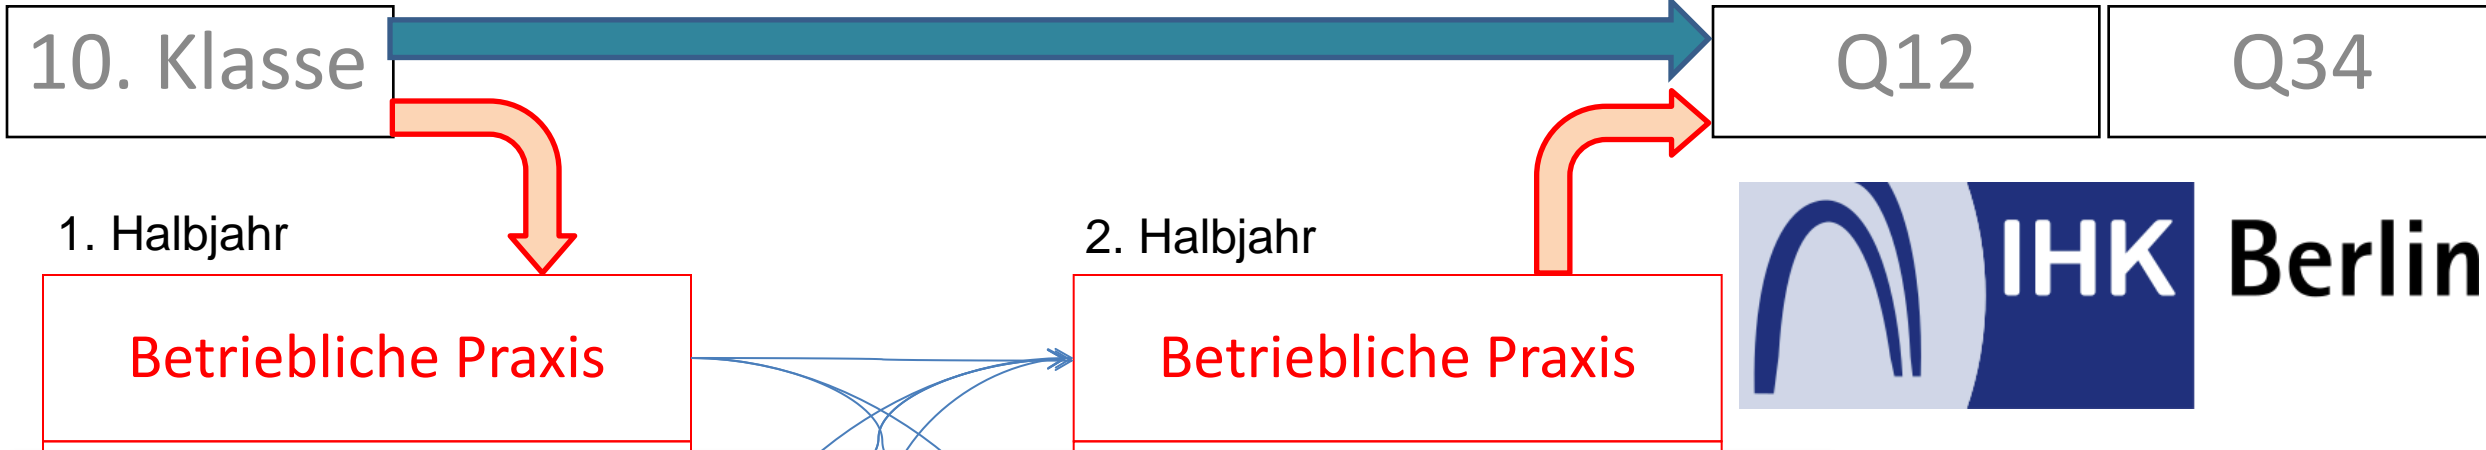 10. Klasse
Q12
Q34
1. Halbjahr
2. Halbjahr
IHK Berlin
Betriebliche Praxis
Betriebliche Praxis